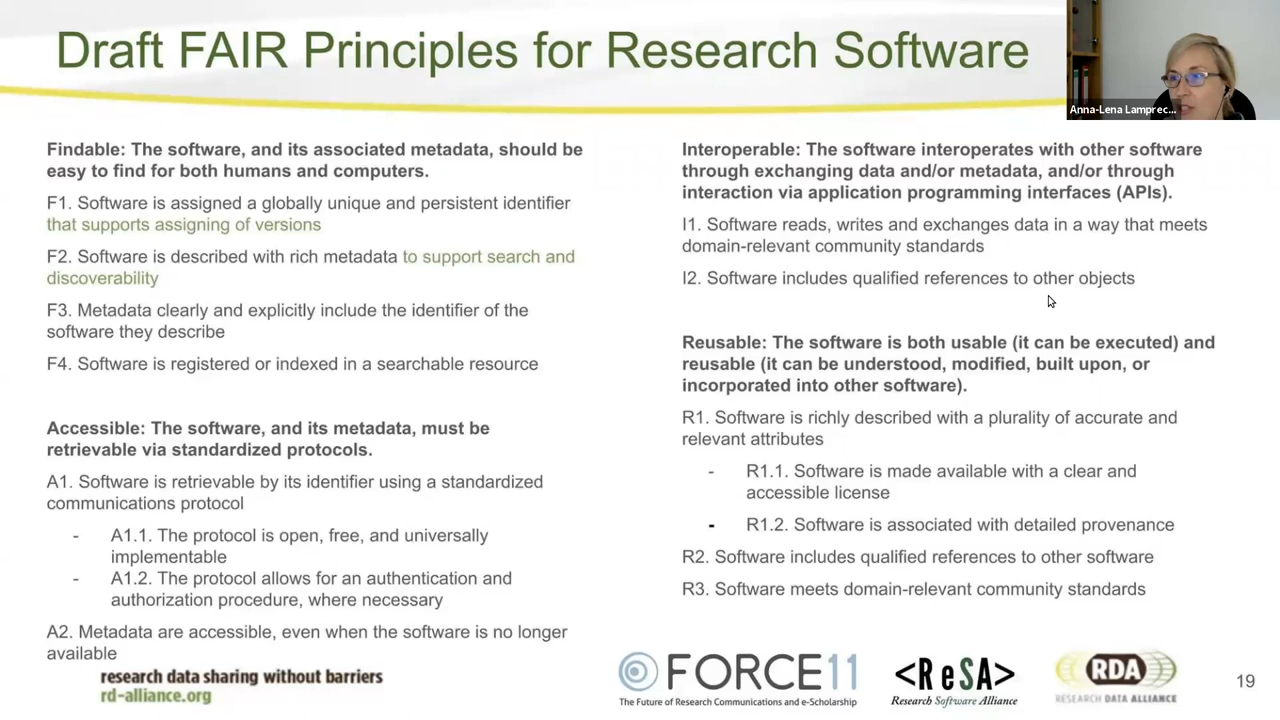 Draft FAIR Principles for Research Software
Anna-Lena Lamprec...
Findable: The software, and its associated metadata, should be
easy to find for both humans and computers.
F1. Software is assigned a globally unique and persistent identifier
that supports assigning of versions
F2. Software is described with rich metadata to support search and
discoverability
F3. Metadata clearly and explicitly include the identifier of the
software they describe
F4. Software is registered or indexed in a searchable resource
Accessible: The software, and its metadata, must be
retrievable via standardized protocols.
A1. Software is retrievable by its identifier using a standardized
communications protocol
- A1.1. The protocol is open, free, and universally
implementable
- A1.2. The protocol allows for an authentication and
authorization procedure, where necessary
A2. Metadata are accessible, even when the software is no longer
available
Interoperable: The software interoperates with other software
through exchanging data and/or metadata, and/or through
interaction via application programming interfaces (APIs).
I1. Software reads, writes and exchanges data in a way that meets
domain-relevant community standards
I2. Software includes qualified references to other objects
Reusable: The software is both usable (it can be executed) and
reusable (it can be understood, modified, built upon, or
incorporated into other software).
R1. Software is richly described with a plurality of accurate and
relevant attributes
- R1.1. Software is made available with a clear and
accessible license
- R1.2. Software is associated with detailed provenance
R2. Software includes qualified references to other software
R3. Software meets domain-relevant community standards
research data sharing without barriers
rd-alliance.org
FORCE11
The Future of Research Communications and e-Scholarship
<ReSA>
Research Software Alliance
RDA
RESEARCH DATA ALLIANCE
19